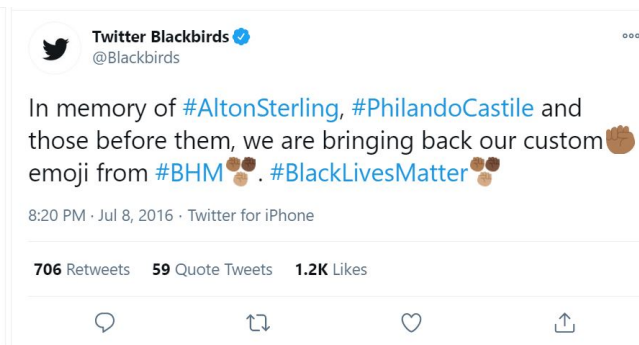 Twitter Blackbirds
@Blackbirds
In memory of #AltonSterling, #PhilandoCastile and
those before them, we are bringing back our custom✊🏾
emoji from #BHM✊🏾✊🏿✊🏽. #BlackLivesMatter✊🏾✊🏿✊🏽
8:20 PM · Jul 8, 2016 · Twitter for iPhone
706 Retweets 59 Quote Tweets 1.2K Likes